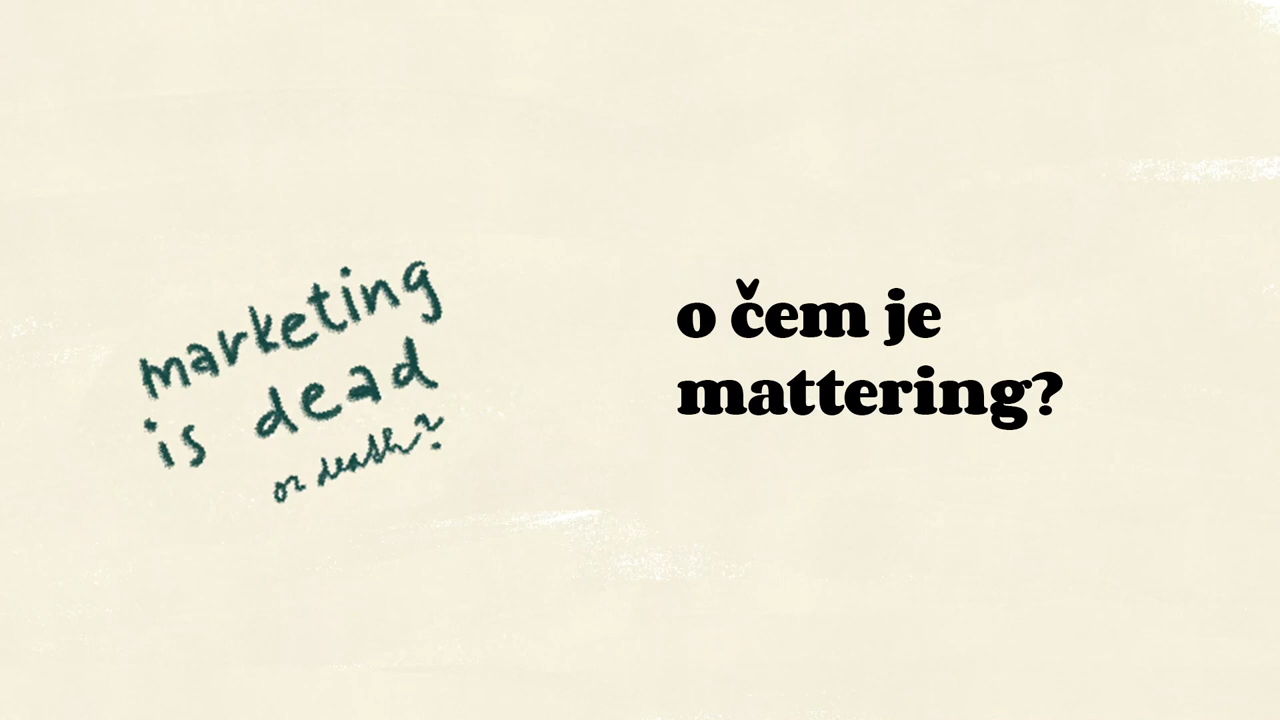 marketing
is dead
or death?
o čem je
mattering?